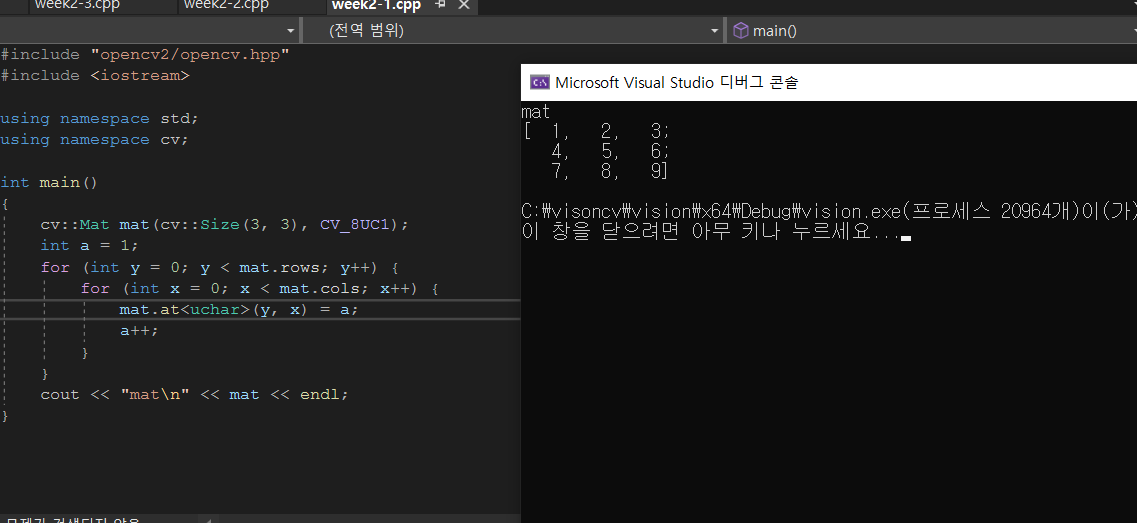 week2-3.cpp week2-2.cpp week2-1.cpp
(전역 범위) main()
#include "opencv2/opencv.hpp"
#include <iostream>
using namespace std;
using namespace cv;
int main()
{
cv::Mat mat(cv::Size(3, 3), CV_8UC1);
int a = 1;
for (int y = 0; y < mat.rows; y++) {
for (int x = 0; x < mat.cols; x++) {
mat.at<uchar>(y, x) = a;
a++;
}
}
cout << "mat\n" << mat << endl;
}
Microsoft Visual Studio 디버그 콘솔
mat
[ 1, 2, 3;
4, 5, 6;
7, 8, 9]
C:\visoncv\vision\x64\Debug\vision.exe(프로세스 20964개)이(가)
이 창을 닫으려면 아무 키나 누르세요...